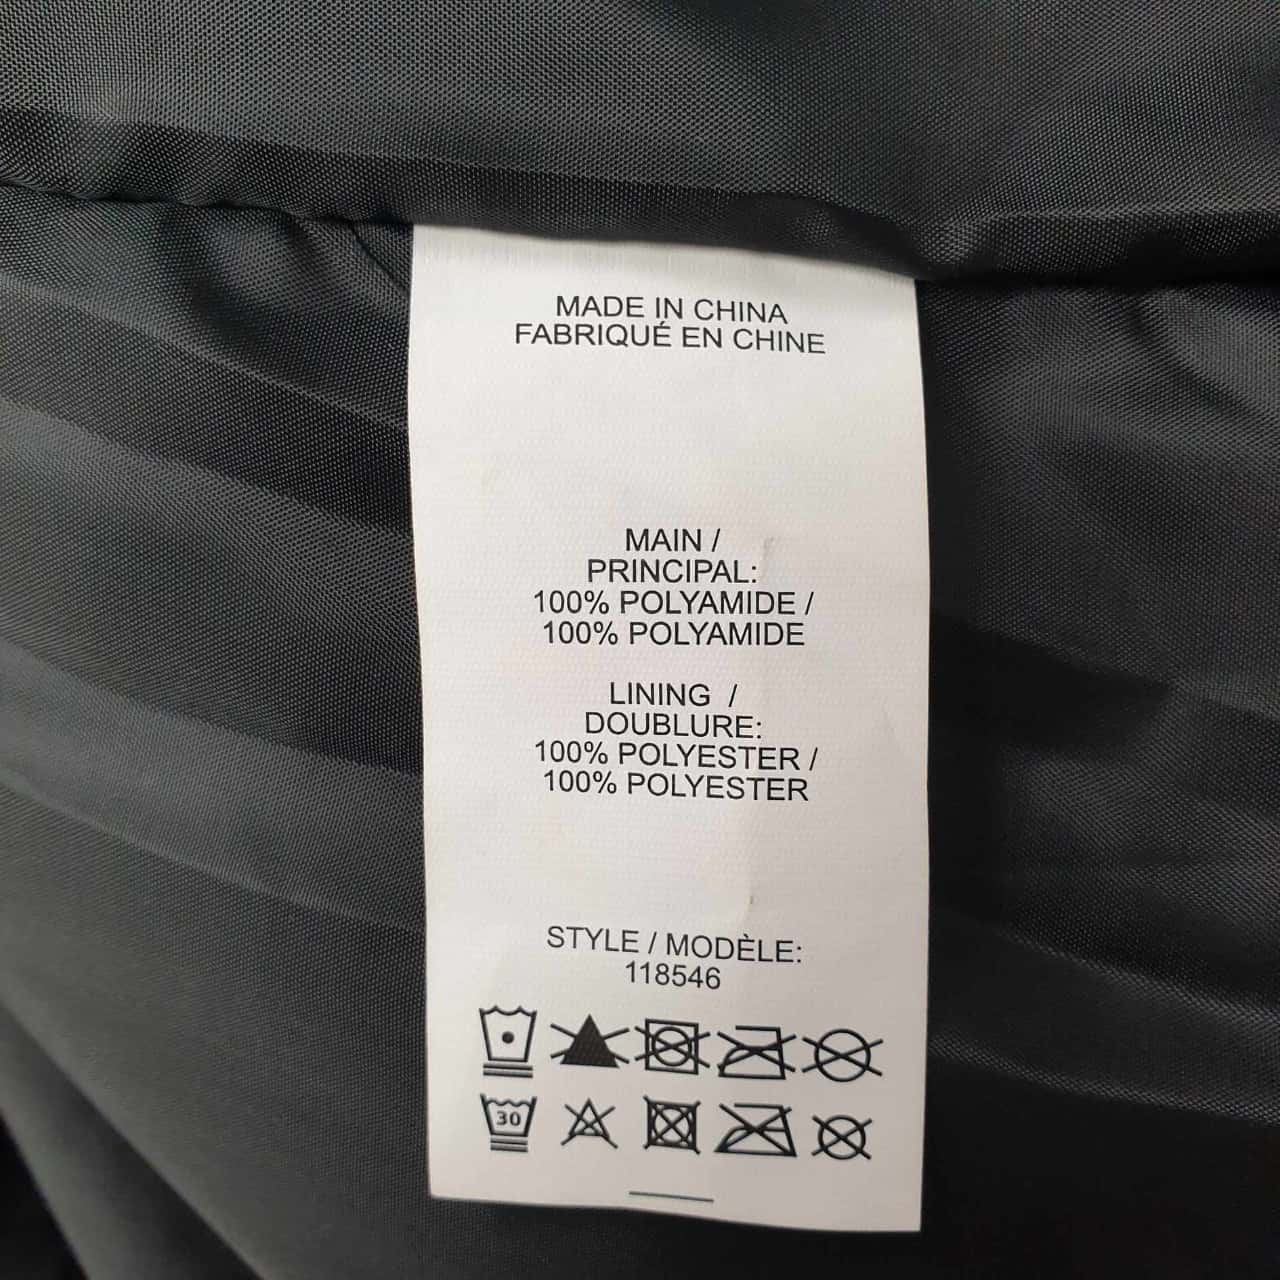 MADE IN CHINA
FABRIQUÉ EN CHINE
MAIN /
PRINCIPAL:
100% POLYAMIDE /
100% POLYAMIDE
LINING /
DOUBLURE:
100% POLYESTER /
100% POLYESTER
STYLE / MODÈLE:
118546
30